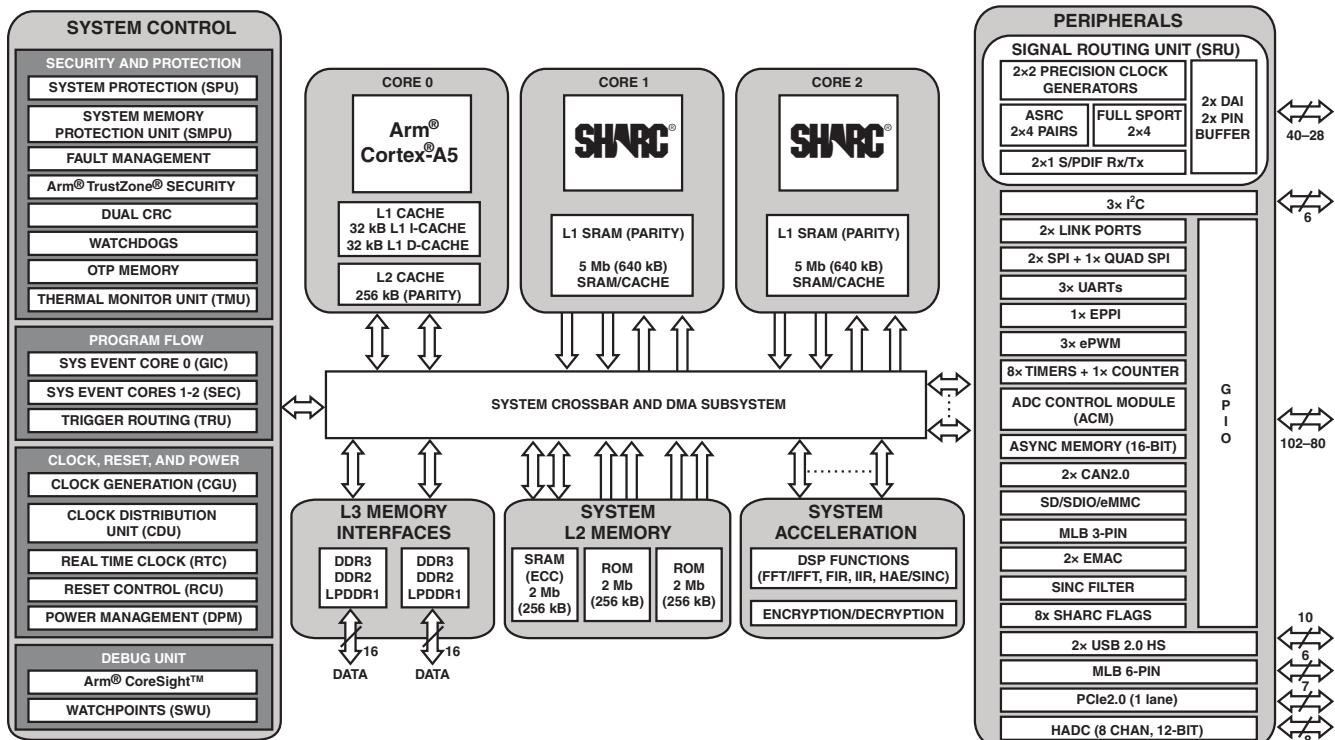 SYSTEM CONTROL
SECURITY AND PROTECTION
SYSTEM PROTECTION (SPU)
SYSTEM MEMORY
PROTECTION UNIT (SMPU)
FAULT MANAGEMENT
Arm® TrustZone® SECURITY
DUAL CRC
WATCHDOGS
OTP MEMORY
THERMAL MONITOR UNIT (TMU)
PROGRAM FLOW
SYS EVENT CORE 0 (GIC)
SYS EVENT CORES 1-2 (SEC)
TRIGGER ROUTING (TRU)
CLOCK, RESET, AND POWER
CLOCK GENERATION (CGU)
CLOCK DISTRIBUTION
UNIT (CDU)
REAL TIME CLOCK (RTC)
RESET CONTROL (RCU)
POWER MANAGEMENT (DPM)
DEBUG UNIT
Arm® CoreSight™
WATCHPOINTS (SWU)
CORE 0
Arm®
Cortex®-A5
L1 CACHE
32 kB L1 I-CACHE
32 kB L1 D-CACHE
L2 CACHE
256 kB (PARITY)
CORE 1
SHARC®
L1 SRAM (PARITY)
5 Mb (640 kB)
SRAM/CACHE
CORE 2
SHARC®
L1 SRAM (PARITY)
5 Mb (640 kB)
SRAM/CACHE
SYSTEM CROSSBAR AND DMA SUBSYSTEM
L3 MEMORY
INTERFACES
DDR3
DDR2
LPDDR1
DDR3
DDR2
LPDDR1
16
16
DATA
DATA
SYSTEM
L2 MEMORY
SRAM
(ECC)
2 Mb
(256 kB)
ROM
2 Mb
(256 kB)
ROM
2 Mb
(256 kB)
SYSTEM
ACCELERATION
DSP FUNCTIONS
(FFT/IFFT, FIR, IIR, HAE/SINC)
ENCRYPTION/DECRYPTION
PERIPHERALS
SIGNAL ROUTING UNIT (SRU)
2×2 PRECISION CLOCK
GENERATORS
ASRC
2×4 PAIRS
FULL SPORT
2×4
2×1 S/PDIF Rx/Tx
2x DAI
2x PIN
BUFFER
40–28
3× I²C
6
2× LINK PORTS
2× SPI + 1× QUAD SPI
3× UARTs
1× EPPI
3× ePWM
8× TIMERS + 1× COUNTER
ADC CONTROL MODULE
(ACM)
ASYNC MEMORY (16-BIT)
2× CAN2.0
SD/SDIO/eMMC
MLB 3-PIN
2× EMAC
SINC FILTER
8x SHARC FLAGS
G
P
I
O
102–80
2× USB 2.0 HS
10
MLB 6-PIN
6
PCIe2.0 (1 lane)
7
HADC (8 CHAN, 12-BIT)
8